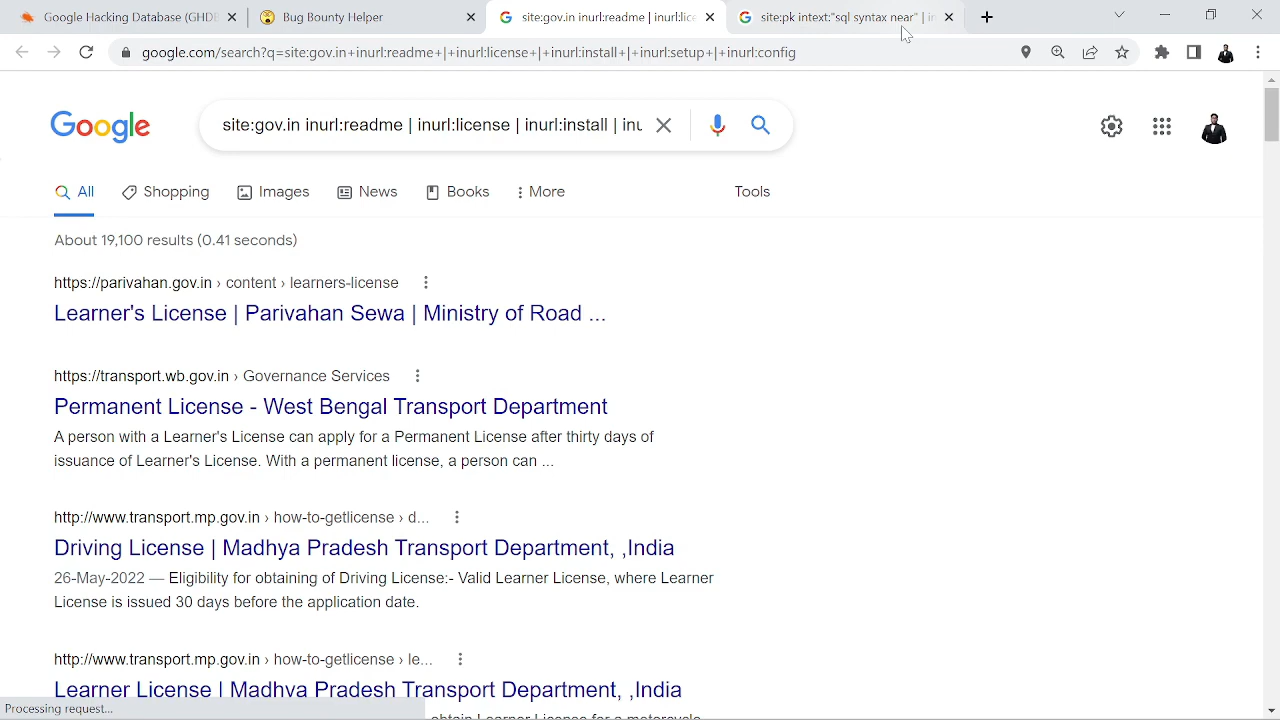 Google Hacking Database (GHD
Bug Bounty Helper
site:gov.in inurl:readme | inurl:lice
site:pk intext:"sql syntax near" | in
google.com/search?q=site:gov.in+inurl:readme+|+inurl:license+|+inurl:install+|+inurl:setup+|+inurl:config
Google
site:gov.in inurl:readme | inurl:license | inurl:install | inu
All
Shopping
Images
News
Books
More
Tools
About 19,100 results (0.41 seconds)
https://parivahan.gov.in › content › learners-license
Learner's License | Parivahan Sewa | Ministry of Road ...
https://transport.wb.gov.in › Governance Services
Permanent License - West Bengal Transport Department
A person with a Learner's License can apply for a Permanent License after thirty days of
issuance of Learner's License. With a permanent license, a person can ...
http://www.transport.mp.gov.in › how-to-getlicense › d...
Driving License | Madhya Pradesh Transport Department, ,India
26-May-2022 — Eligibility for obtaining of Driving License:- Valid Learner License, where Learner
License is issued 30 days before the application date.
http://www.transport.mp.gov.in › how-to-getlicense › le...
Learner License | Madhya Pradesh Transport Department, ,India
Processing request...
obtain Learner License for a motorcycle